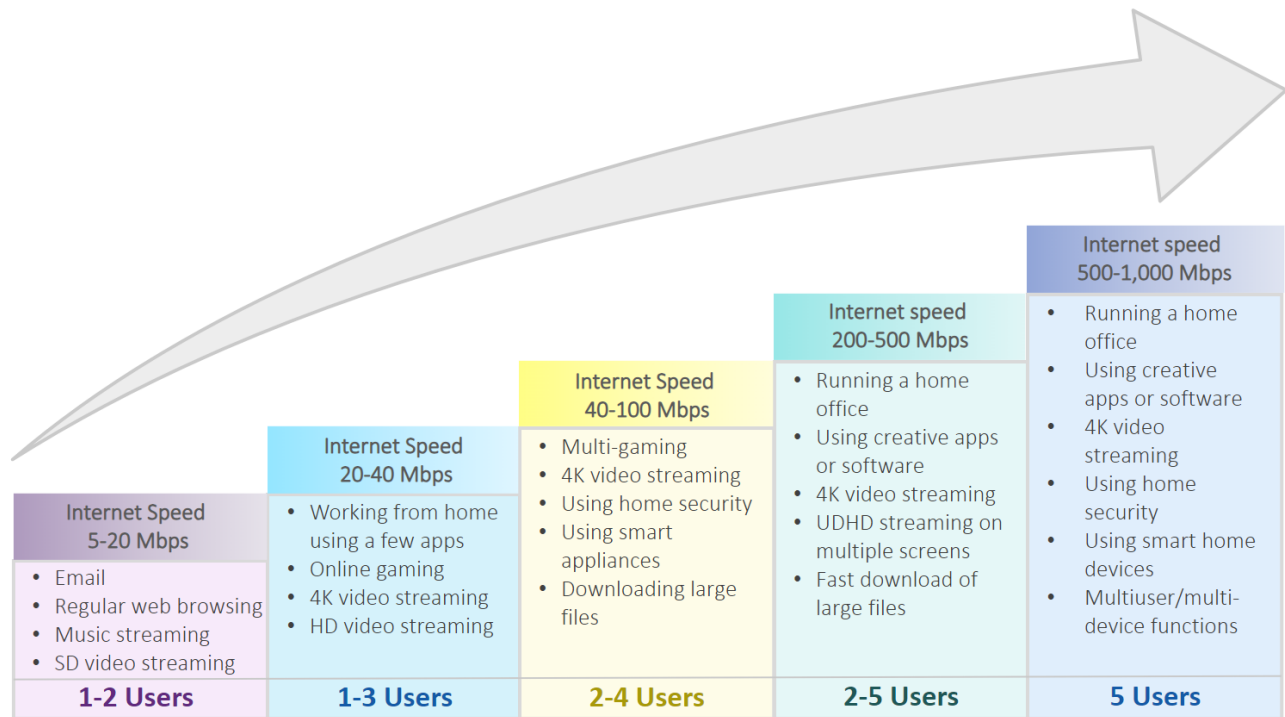 Internet Speed
5-20 Mbps
• Email
• Regular web browsing
• Music streaming
• SD video streaming
1-2 Users
Internet Speed
20-40 Mbps
• Working from home
using a few apps
• Online gaming
• 4K video streaming
• HD video streaming
1-3 Users
Internet Speed
40-100 Mbps
• Multi-gaming
• 4K video streaming
• Using home security
• Using smart
appliances
• Downloading large
files
2-4 Users
Internet speed
200-500 Mbps
• Running a home
office
• Using creative apps
or software
• 4K video streaming
• UDHD streaming on
multiple screens
• Fast download of
large files
2-5 Users
Internet speed
500-1,000 Mbps
• Running a home
office
• Using creative
apps or software
• 4K video
streaming
• Using home
security
• Using smart home
devices
• Multiuser/multi-
device functions
5 Users